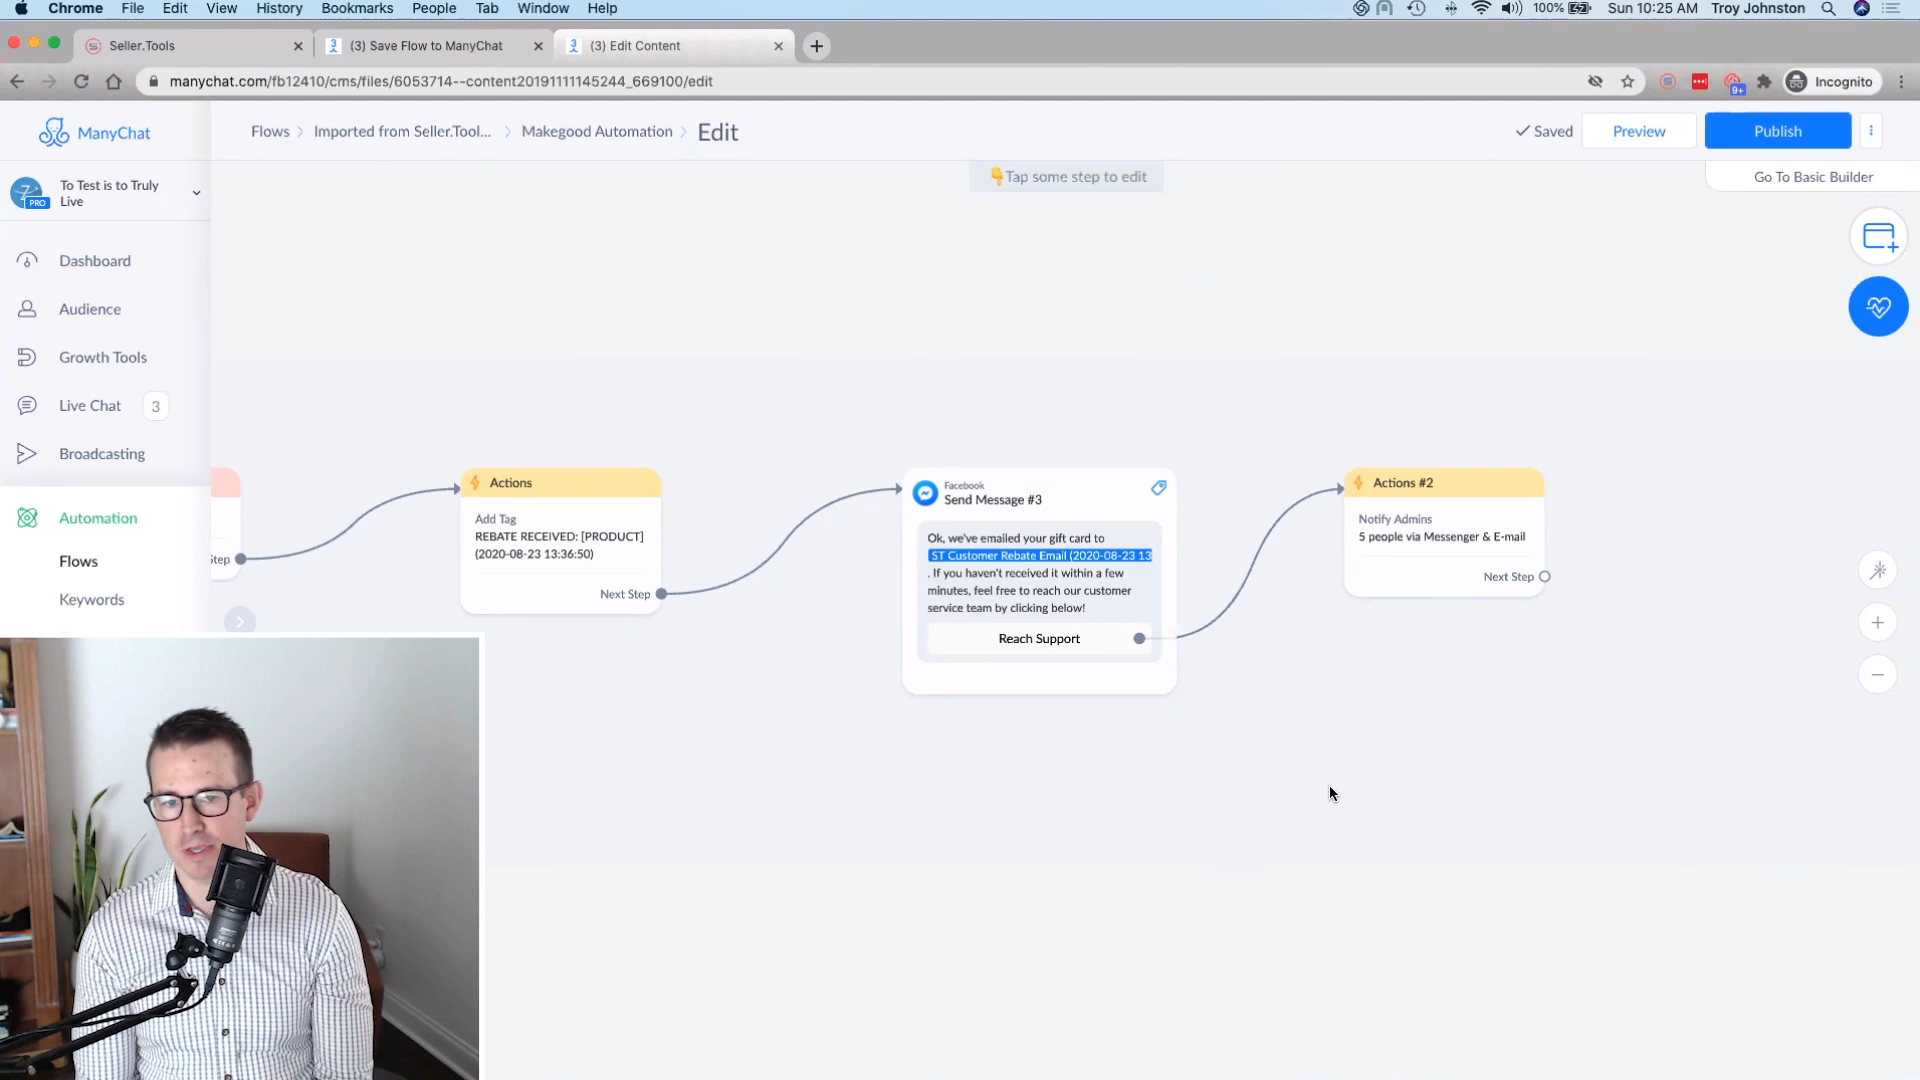 Chrome File Edit View History Bookmarks People Tab Window Help 100% Sun 10:25 AM Troy Johnston
Seller.Tools (3) Save Flow to ManyChat (3) Edit Content
manychat.com/fb12410/cms/files/6053714--content20191111145244_669100/edit 9+ Incognito
ManyChat Flows Imported from Seller.Tool... Makegood Automation Edit Saved Preview Publish
👇Tap some step to edit
Go To Basic Builder
To Test is to Truly
Live
PRO
Dashboard
Audience
Growth Tools
Live Chat 3
Broadcasting
Automation
Flows
Keywords
Step
Actions
Add Tag
REBATE RECEIVED: [PRODUCT]
(2020-08-23 13:36:50)
Next Step
Facebook
Send Message #3
Ok, we've emailed your gift card to
ST Customer Rebate Email (2020-08-23 13
. If you haven't received it within a few
minutes, feel free to reach our customer
service team by clicking below!
Reach Support
Actions #2
Notify Admins
5 people via Messenger & E-mail
Next Step